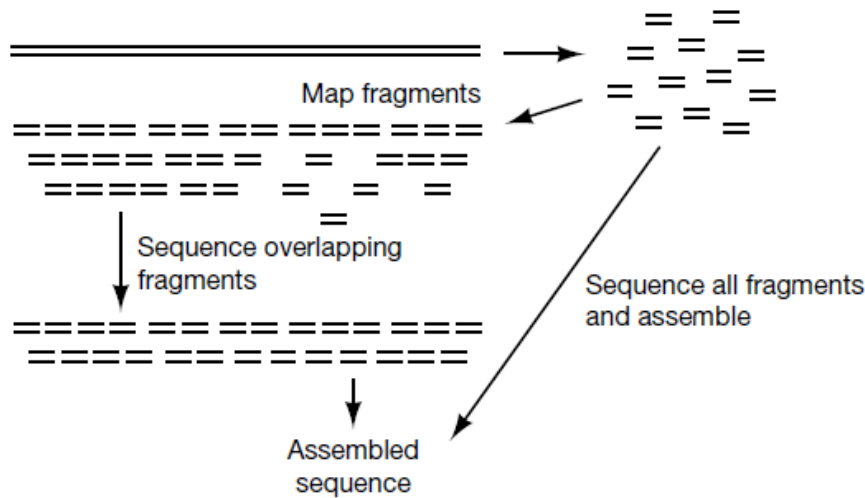 Map fragments
Sequence overlapping
fragments
Sequence all fragments
and assemble
Assembled
sequence